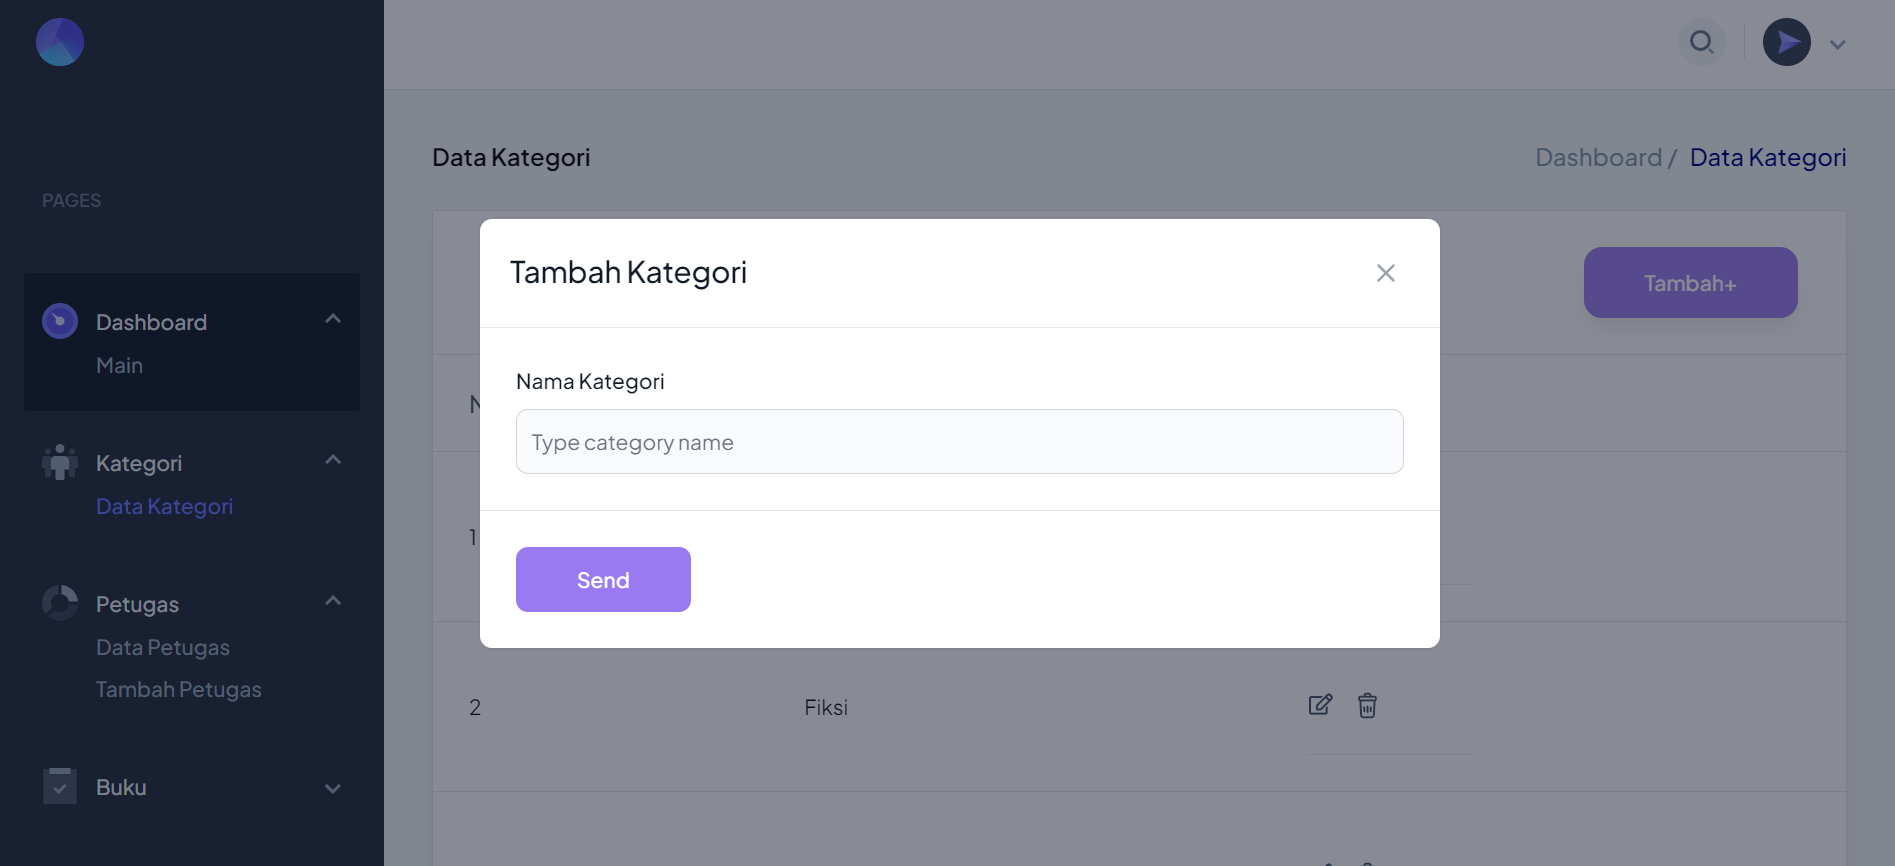 PAGES
Dashboard
Main
Kategori
Data Kategori
Petugas
Data Petugas
Tambah Petugas
Buku
Data Kategori
Dashboard / Data Kategori
Tambah+
Tambah Kategori
Nama Kategori
Type category name
Send
1
2 Fiksi